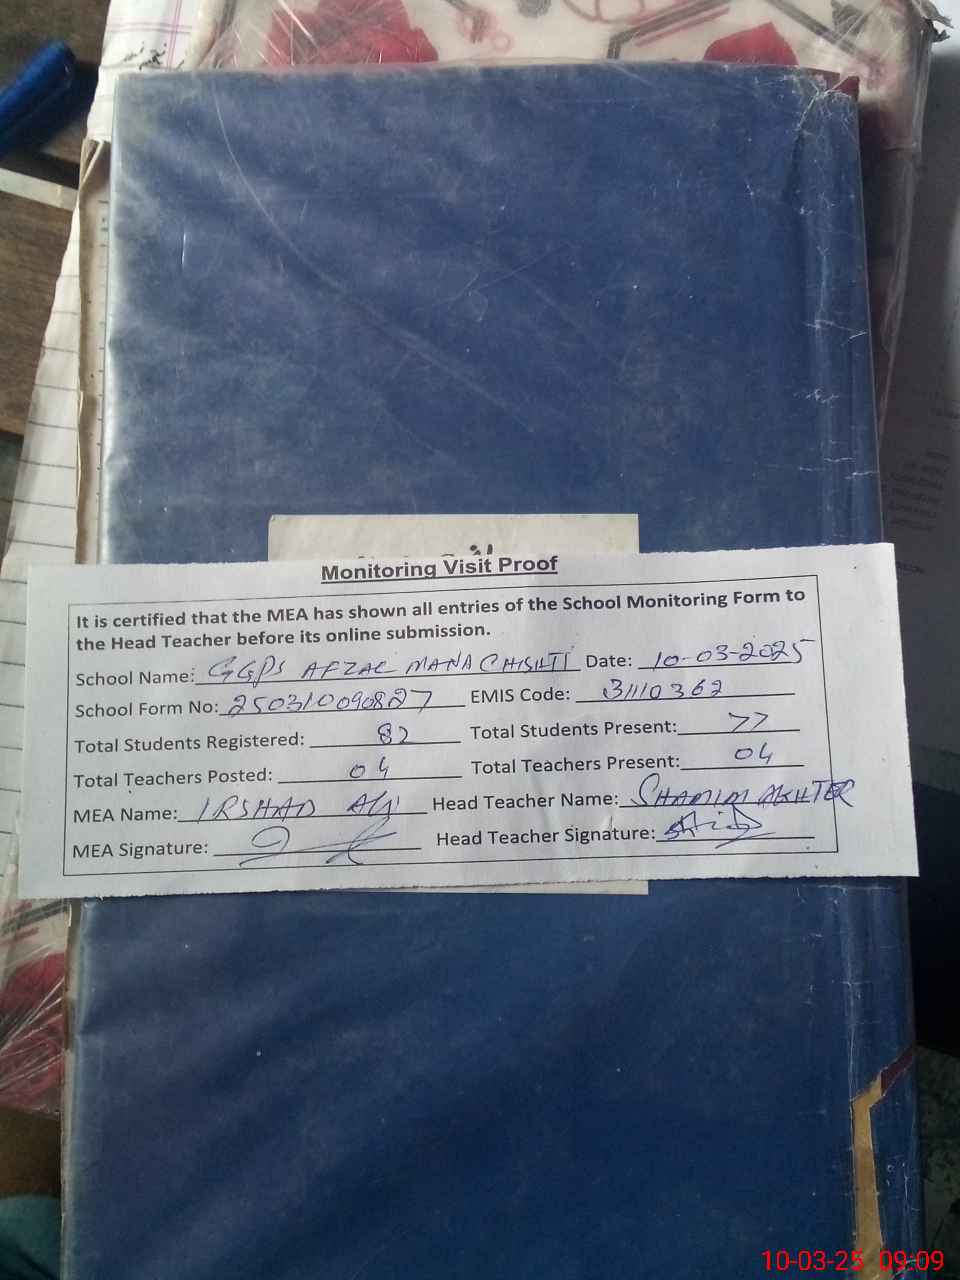 Monitoring Visit Proof
It is certified that the MEA has shown all entries of the School Monitoring Form to
the Head Teacher before its online submission.
School Name: GGPS AFZAL MANA CHISHTI Date: 10-03-2025
School Form No: 250310090827 EMIS Code: 31110362
Total Students Registered: 82 Total Students Present: 77
Total Teachers Posted: 04 Total Teachers Present: 04
MEA Name: IRSHAD ALI Head Teacher Name: SHAMIM AKHTER
MEA Signature: Head Teacher Signature:
10-03-25 09:09